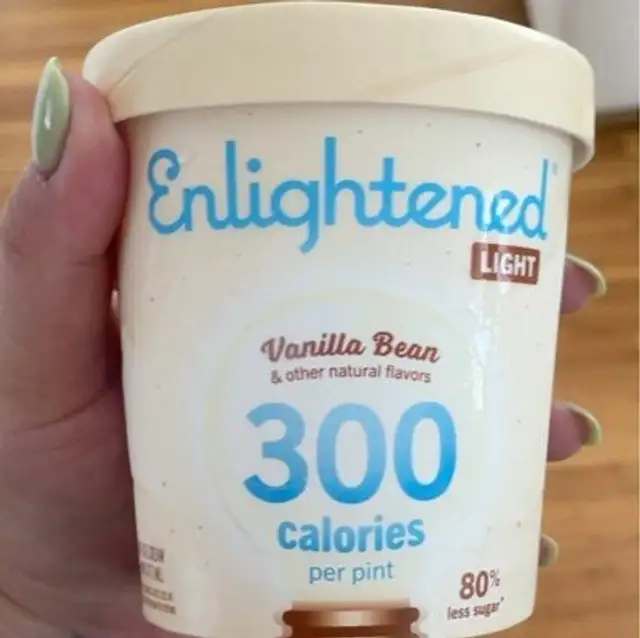 Enlightened
LIGHT
Vanilla Bean
& other natural flavors
300
calories
per pint
80%
less sugar*